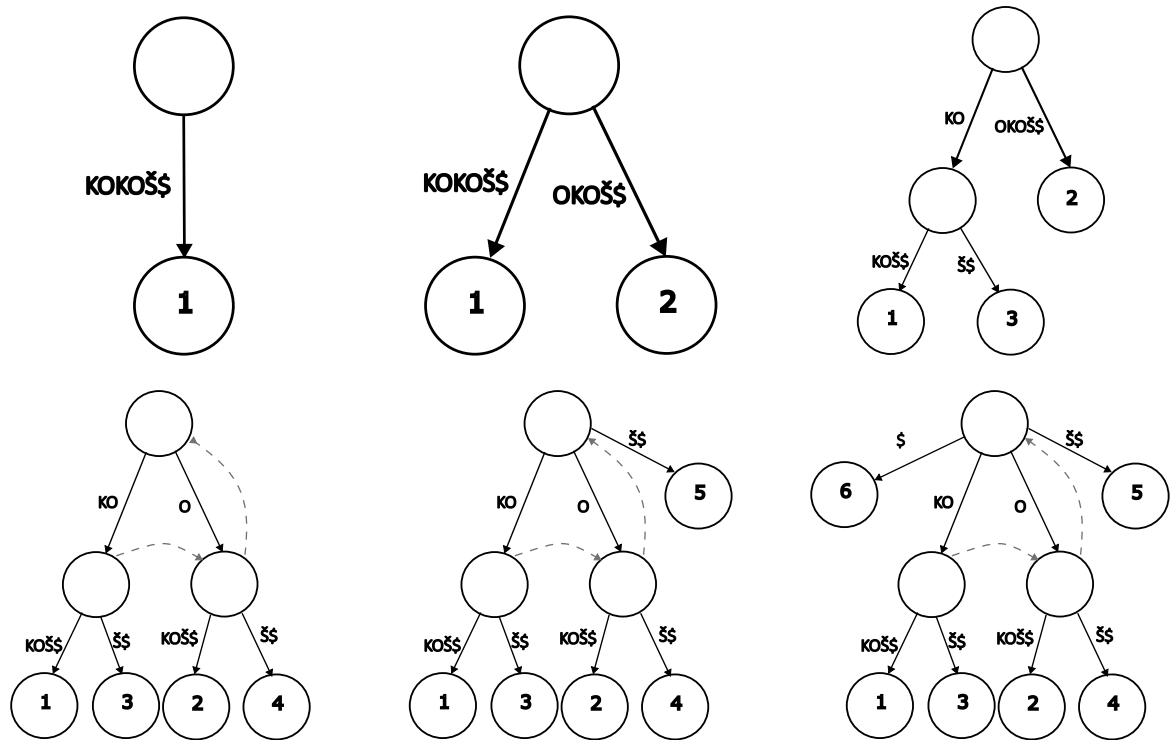 KOKOŠ$
1
KOKOŠ$ OKOŠ$
1 2
KO OKOŠ$
2
KOŠ$ Š$
1 3
KO O
KOŠ$ Š$ KOŠ$ Š$
1 3 2 4
Š$
5
KO O
KOŠ$ Š$ KOŠ$ Š$
1 3 2 4
$ Š$
6 5
KO O
KOŠ$ Š$ KOŠ$ Š$
1 3 2 4